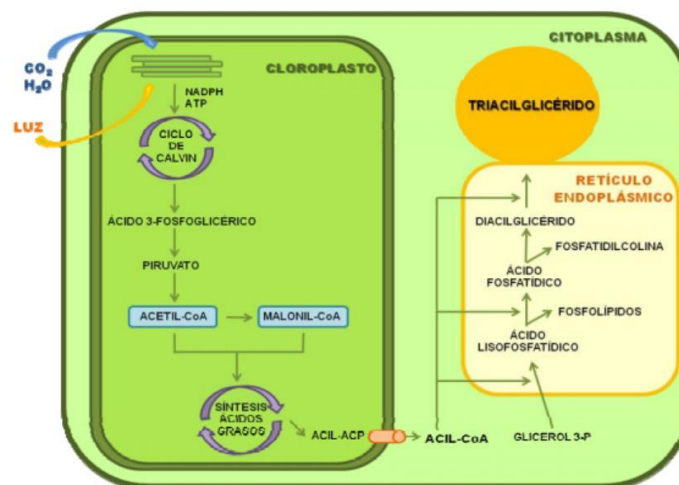 CO₂
H₂O
LUZ
CLOROPLASTO
NADPH
ATP
CICLO
DE
CALVIN
ÁCIDO 3-FOSFOGLICÉRICO
PIRUVATO
ACETIL-CoA
MALONIL-CoA
SÍNTESIS
ÁCIDOS
GRASOS
ACIL-ACP
CITOPLASMA
TRIACILGLICÉRIDO
RETÍCULO
ENDOPLÁSMICO
DIACILGLICÉRIDO
FOSFATIDILCOLINA
ÁCIDO
FOSFATÍDICO
FOSFOLÍPIDOS
ÁCIDO
LISOFOSFATÍDICO
ACIL-CoA
GLICEROL 3-P